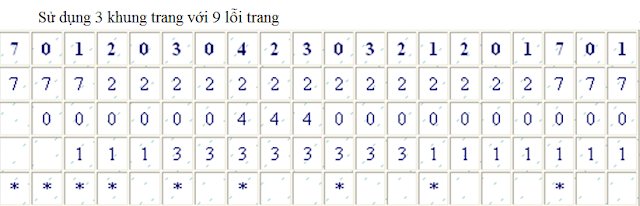 Sử dụng 3 khung trang với 9 lỗi trang
7 0 1 2 0 3 0 4 2 3 0 3 2 1 2 0 1 7 0 1
7 7 7 2 2 2 2 2 2 2 2 2 2 2 2 2 2 7 7 7
0 0 0 0 0 0 4 4 4 0 0 0 0 0 0 0 0 0 0
1 1 1 3 3 3 3 3 3 3 3 1 1 1 1 1 1 1
* * * * * * * * *